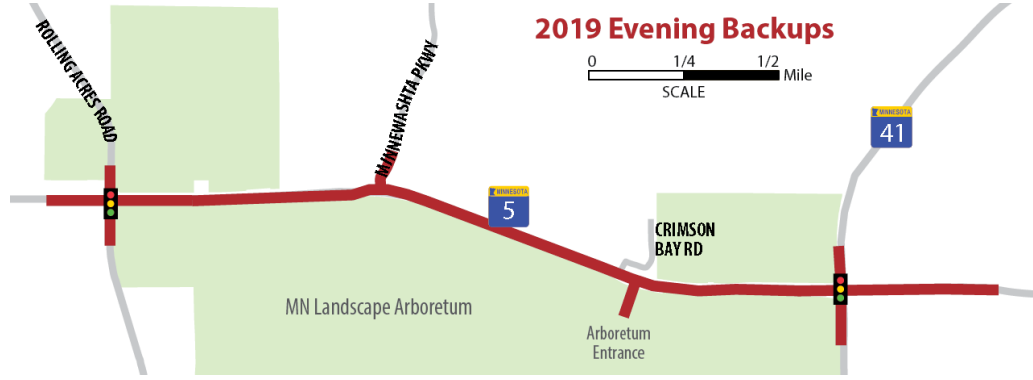 2019 Evening Backups
0 1/4 1/2
Mile
SCALE
ROLLING ACRES ROAD
MINNEWASHTA PKWY
MINNESOTA
41
MINNESOTA
5
CRIMSON
BAY RD
MN Landscape Arboretum
Arboretum
Entrance